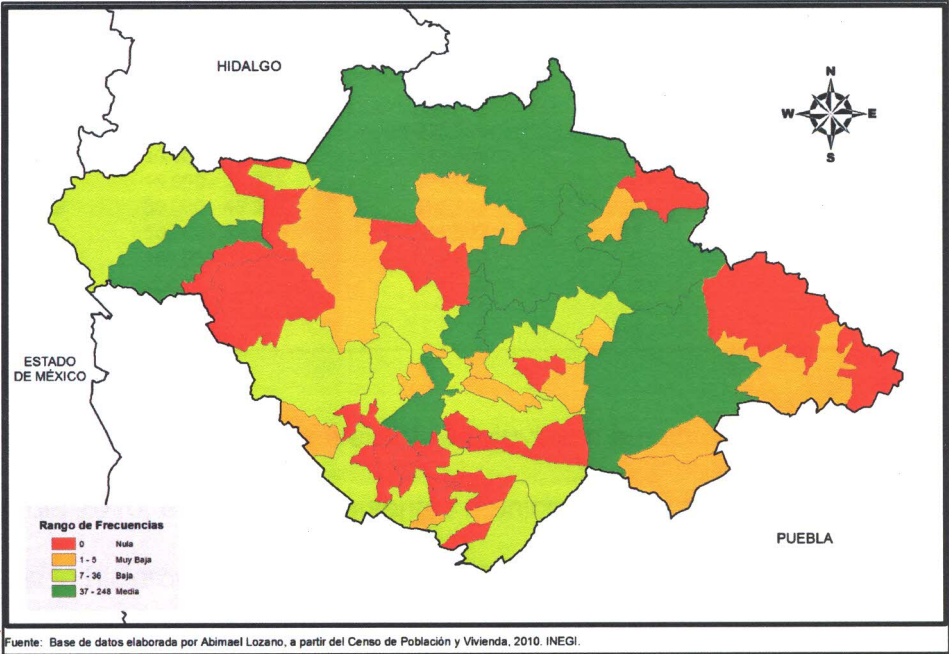 HIDALGO
N
W E
S
ESTADO
DE MÉXICO
PUEBLA
Rango de Frecuencias
0 Nula
1 - 5 Muy Baja
7 - 36 Baja
37 - 248 Media
Fuente: Base de datos elaborada por Abimael Lozano, a partir del Censo de Población y Vivienda, 2010. INEGI.